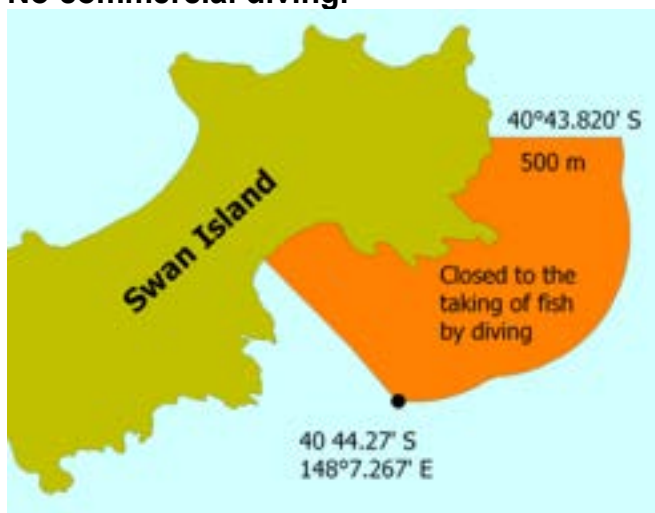 No commercial diving.
40°43.820' S
500 m
Swan Island
Closed to the
taking of fish
by diving
40 44.27' S
148°7.267' E